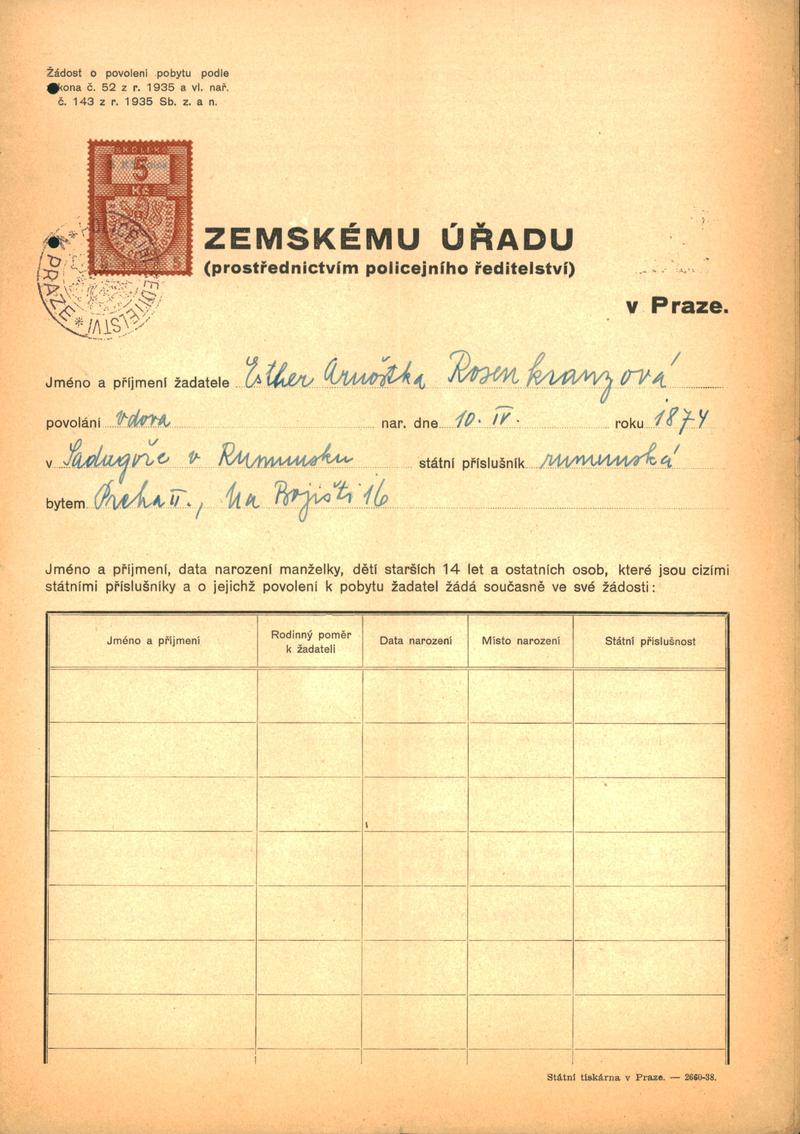 Žádost o povolení pobytu podle
kona č. 52 z r. 1935 a vl. nař.
č. 143 z r. 1935 Sb. z. a n.
KOLEK
5
Kč
PRAZE * ŘEDITELSTVÍ
ZEMSKÉMU ÚŘADU
(prostřednictvím policejního ředitelství)
v Praze.
Jméno a příjmení žadatele Esther Arnoštka Rosenkranzová
povolání vdova nar. dne 10. IV. roku 1874
v Sadagoře v Rumunsku státní příslušník rumunská
bytem Praha II., Na Bojišti 16
Jméno a příjmení, data narození manželky, dětí starších 14 let a ostatních osob, které jsou cizími
státními příslušníky a o jejichž povolení k pobytu žadatel žádá současně ve své žádosti:
Jméno a příjmení Rodinný poměr k žadateli Data narození Místo narození Státní příslušnost
Státní tiskárna v Praze. — 2660-38.